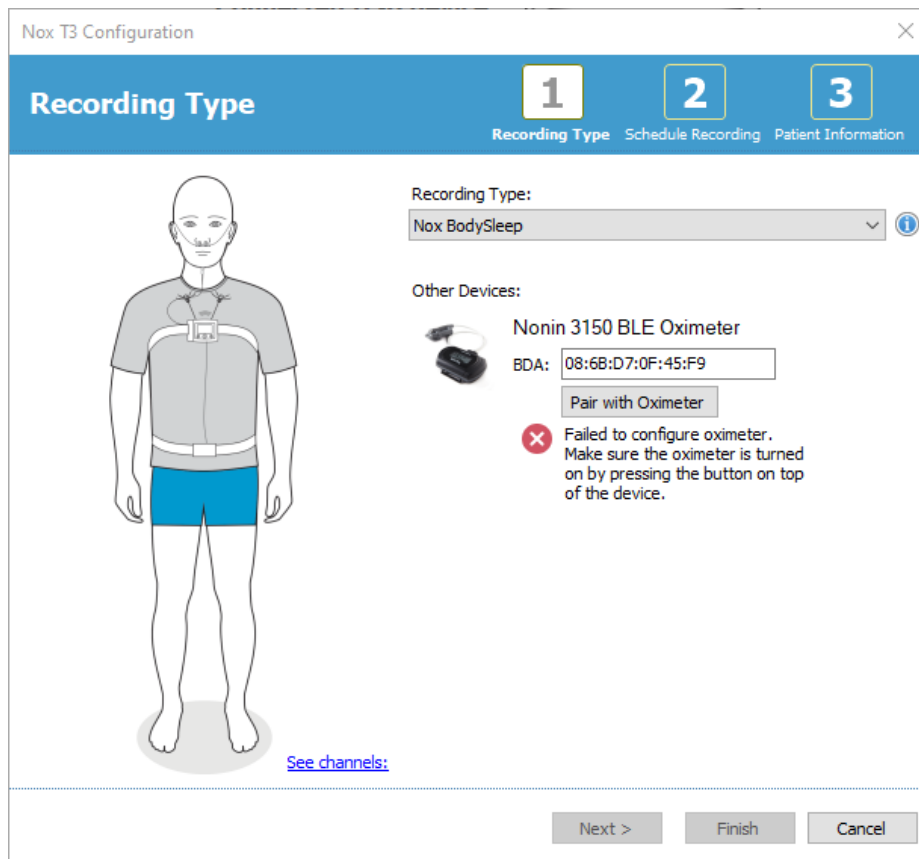 Nox T3 Configuration
Recording Type
1
Recording Type
2
Schedule Recording
3
Patient Information
Recording Type:
Nox BodySleep
Other Devices:
Nonin 3150 BLE Oximeter
BDA: 08:6B:D7:0F:45:F9
Pair with Oximeter
Failed to configure oximeter.
Make sure the oximeter is turned
on by pressing the button on top
of the device.
See channels:
Next >
Finish
Cancel